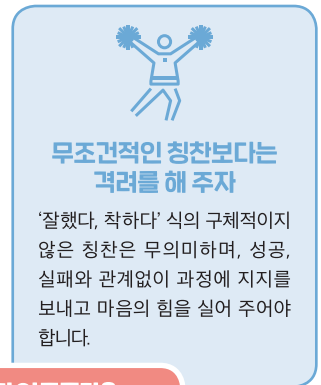 무조건적인 칭찬보다는
격려를 해 주자
‘잘했다, 착하다’ 식의 구체적이지
않은 칭찬은 무의미하며, 성공,
실패와 관계없이 과정에 지지를
보내고 마음의 힘을 실어 주어야
합니다.